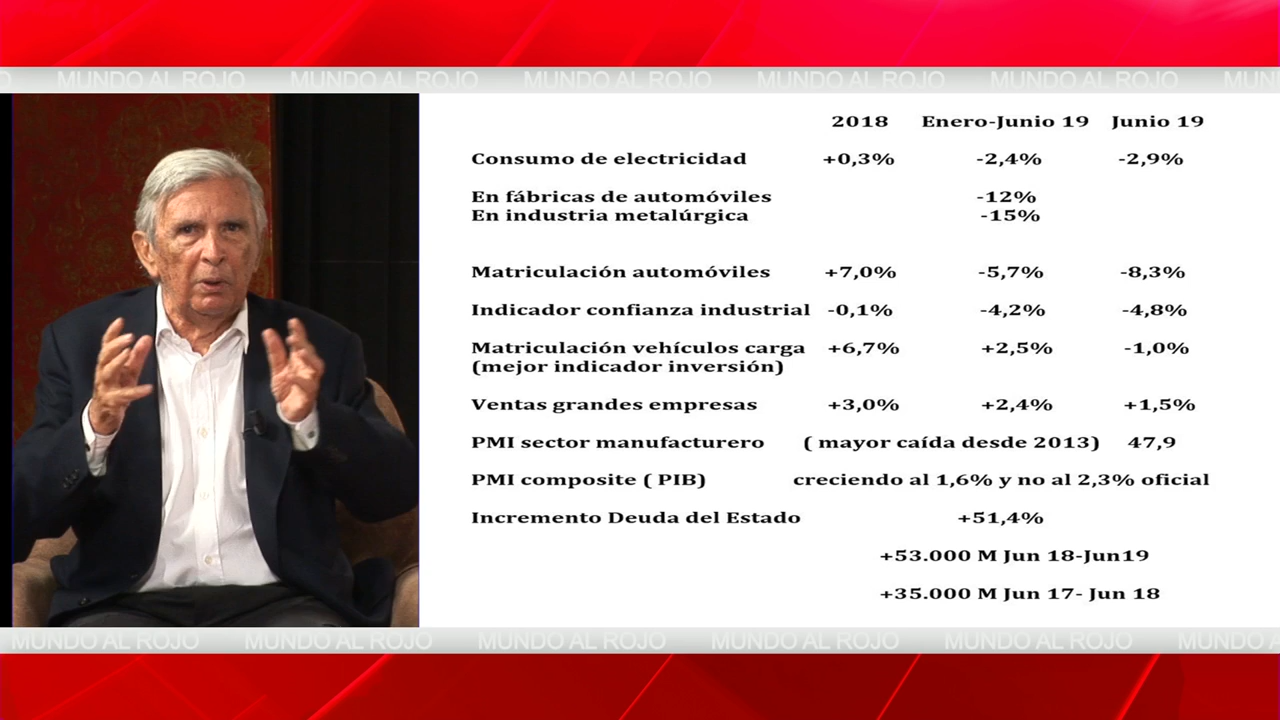 O MUNDO AL ROJO MUNDO AL ROJO MUNDO AL ROJO MUNDO AL ROJO MUNDO AL ROJO MUN
2018 Enero-Junio 19 Junio 19
Consumo de electricidad +0,3% -2,4% -2,9%
En fábricas de automóviles -12%
En industria metalúrgica -15%
Matriculación automóviles +7,0% -5,7% -8,3%
Indicador confianza industrial -0,1% -4,2% -4,8%
Matriculación vehículos carga +6,7% +2,5% -1,0%
(mejor indicador inversión)
Ventas grandes empresas +3,0% +2,4% +1,5%
PMI sector manufacturero ( mayor caída desde 2013) 47,9
PMI composite ( PIB) creciendo al 1,6% y no al 2,3% oficial
Incremento Deuda del Estado +51,4%
+53.000 M Jun 18-Jun19
+35.000 M Jun 17- Jun 18
MUNDO AL ROJO MUNDO AL ROJO MUNDO AL ROJO MUNDO AL ROJO MUNDO AL ROJO MUNDO